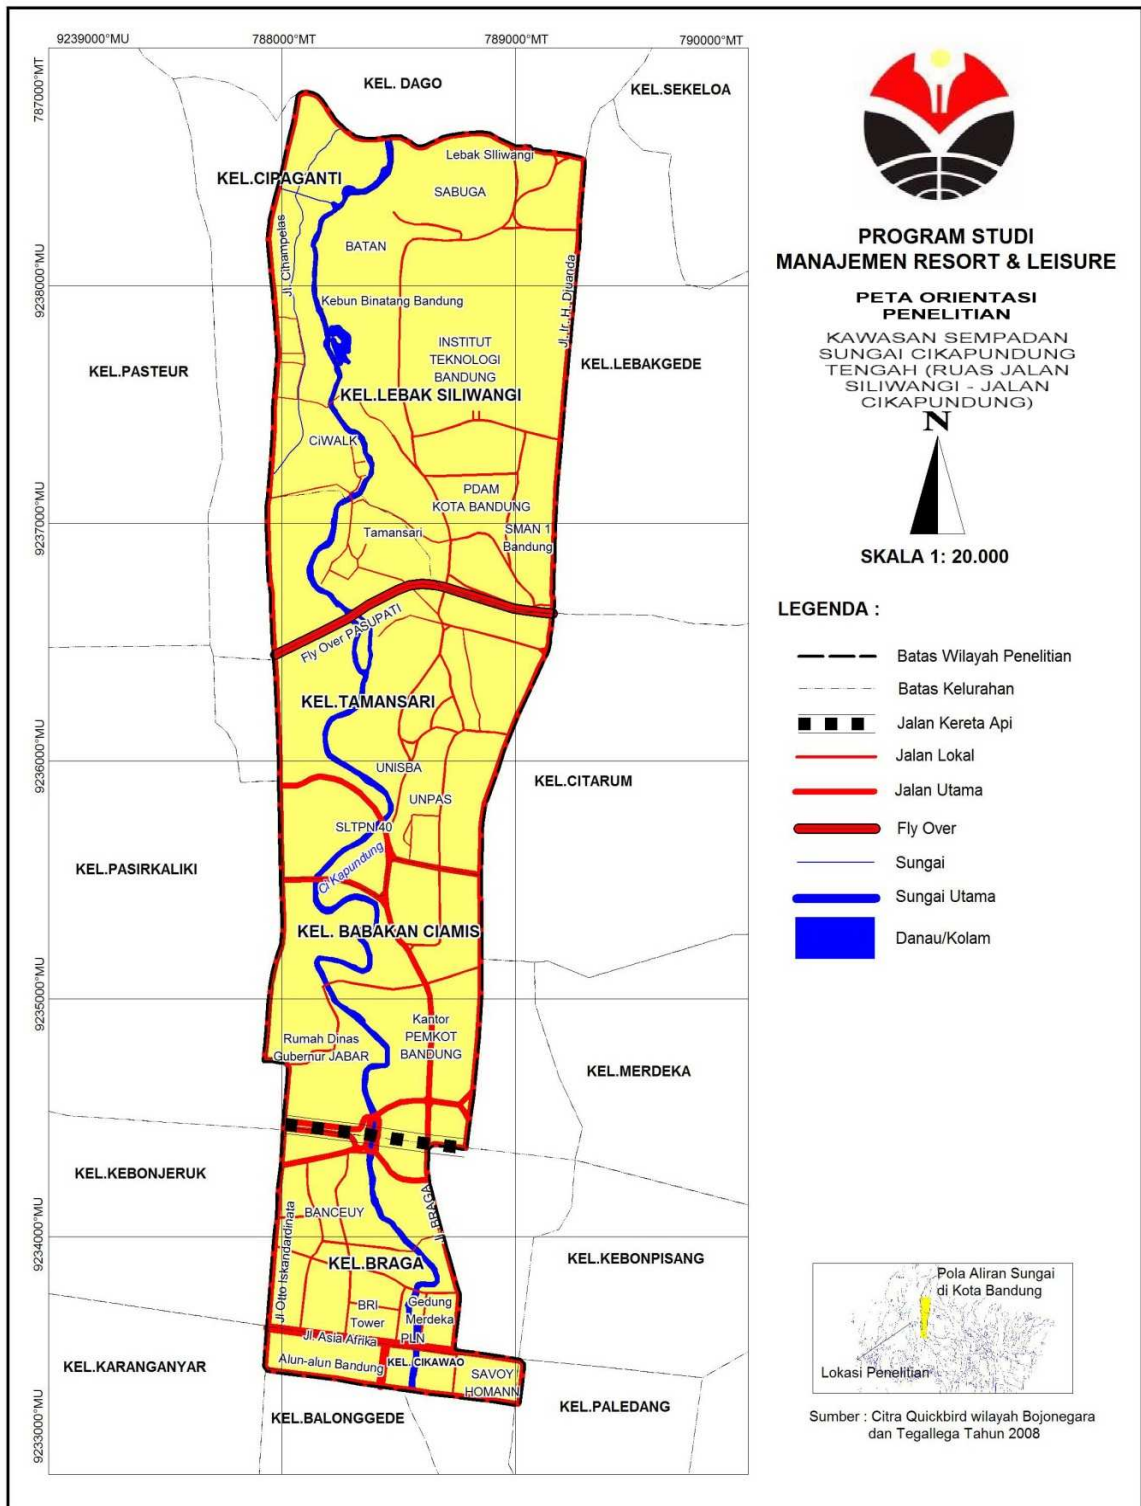 9239000°MU
788000°MT
789000°MT
790000°MT
787000°MT
9238000°MU
9237000°MU
9236000°MU
9235000°MU
9234000°MU
9233000°MU
KEL. DAGO
KEL.SEKELOA
Lebak SIliwangi
KEL.CIPAGANTI
SABUGA
Jl. Cihampelas
BATAN
Jl. Ir. H. Djuanda
Kebun Binatang Bandung
INSTITUT
TEKNOLOGI
BANDUNG
KEL.PASTEUR
KEL.LEBAKGEDE
KEL.LEBAK SILIWANGI
CiWALK
PDAM
KOTA BANDUNG
Tamansari
SMAN 1
Bandung
Fly Over PASUPATI
KEL.TAMANSARI
UNISBA
KEL.CITARUM
UNPAS
SLTPN 40
Ci Kapundung
KEL.PASIRKALIKI
KEL. BABAKAN CIAMIS
Kantor
PEMKOT
BANDUNG
Rumah Dinas
Gubernur JABAR
KEL.MERDEKA
KEL.KEBONJERUK
Jl.BRAGA
BANCEUY
Jl Otto Iskandardinata
KEL.BRAGA
KEL.KEBONPISANG
BRI
Tower
Gedung
Merdeka
PLN
Jl. Asia Afrika
Alun-alun Bandung
KEL. CIKAWAO
SAVOY
HOMANN
KEL.KARANGANYAR
KEL.BALONGGEDE
KEL.PALEDANG
PROGRAM STUDI
MANAJEMEN RESORT & LEISURE
PETA ORIENTASI
PENELITIAN
KAWASAN SEMPADAN
SUNGAI CIKAPUNDUNG
TENGAH (RUAS JALAN
SILIWANGI - JALAN
CIKAPUNDUNG)
N
SKALA 1: 20.000
LEGENDA :
Batas Wilayah Penelitian
Batas Kelurahan
Jalan Kereta Api
Jalan Lokal
Jalan Utama
Fly Over
Sungai
Sungai Utama
Danau/Kolam
Pola Aliran Sungai
di Kota Bandung
Lokasi Penelitian
Sumber : Citra Quickbird wilayah Bojonegara
dan Tegallega Tahun 2008